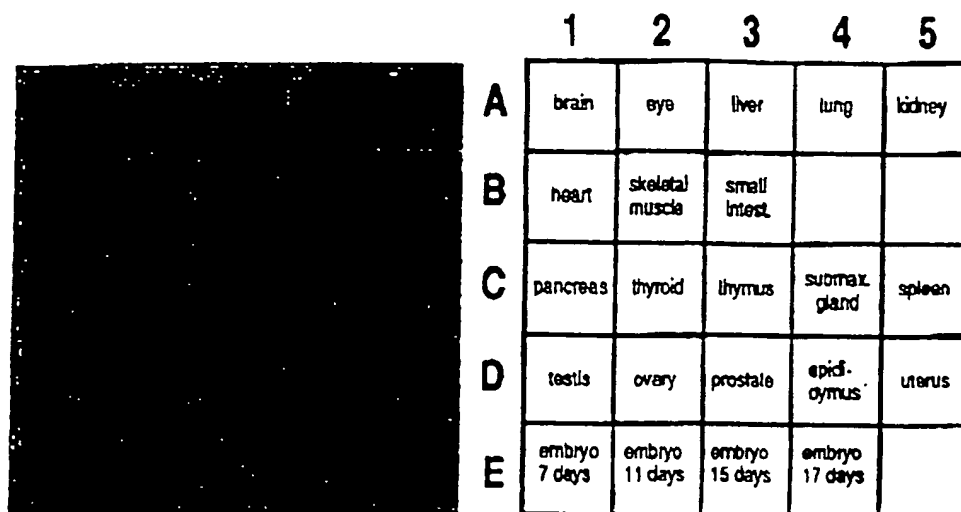 1 2 3 4 5
A brain eye liver lung kidney
B heart skeletal muscle small intest.
C pancreas thyroid thymus submax. gland spleen
D testis ovary prostate epidi-dymus uterus
E embryo 7 days embryo 11 days embryo 15 days embryo 17 days